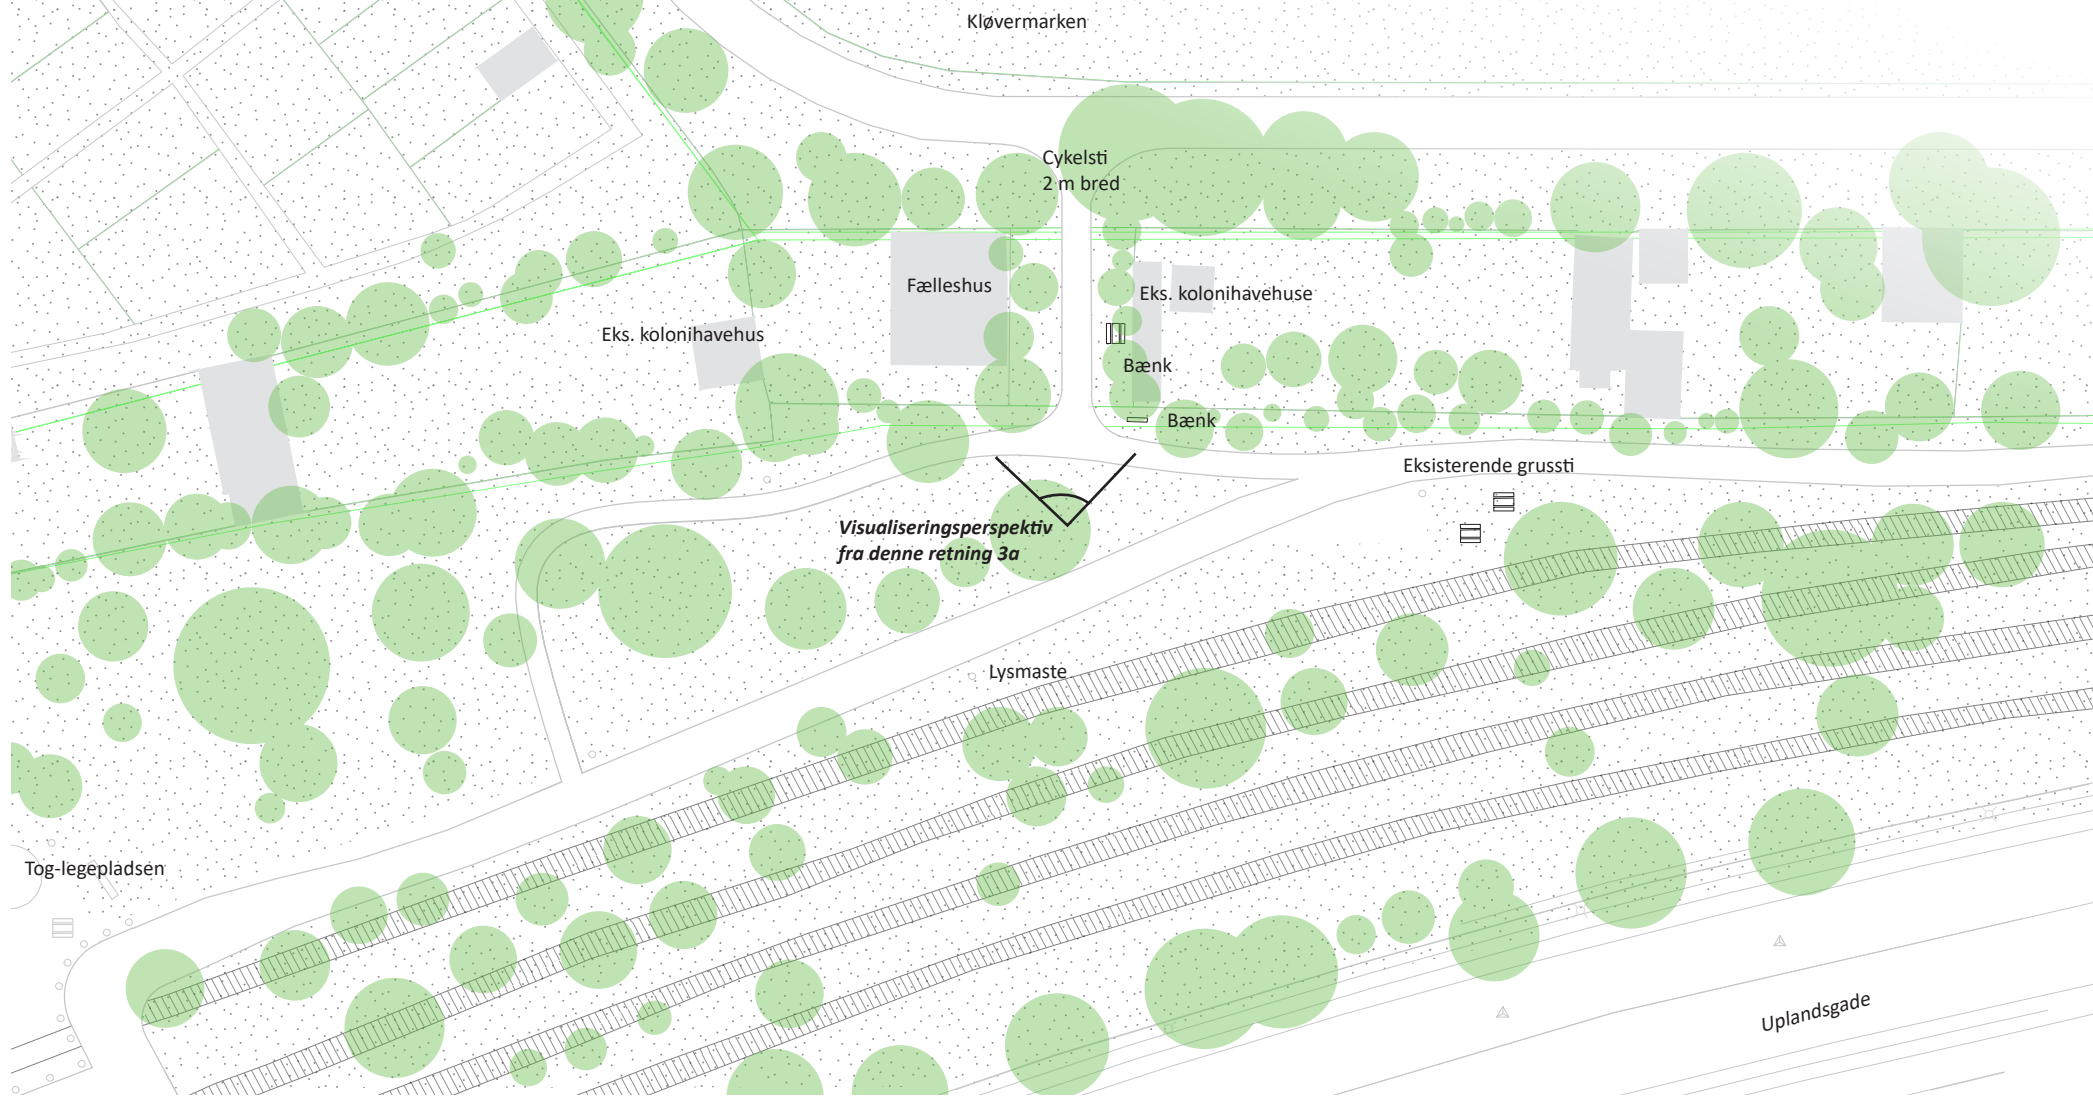 Kløvermarken
Cykelsti
2 m bred
Fælleshus
Eks. kolonihavehuse
Eks. kolonihavehus
Bænk
Bænk
Eksisterende grussti
Visualiseringsperspektiv
fra denne retning 3a
Lysmaste
Tog-legepladsen
Uplandsgade